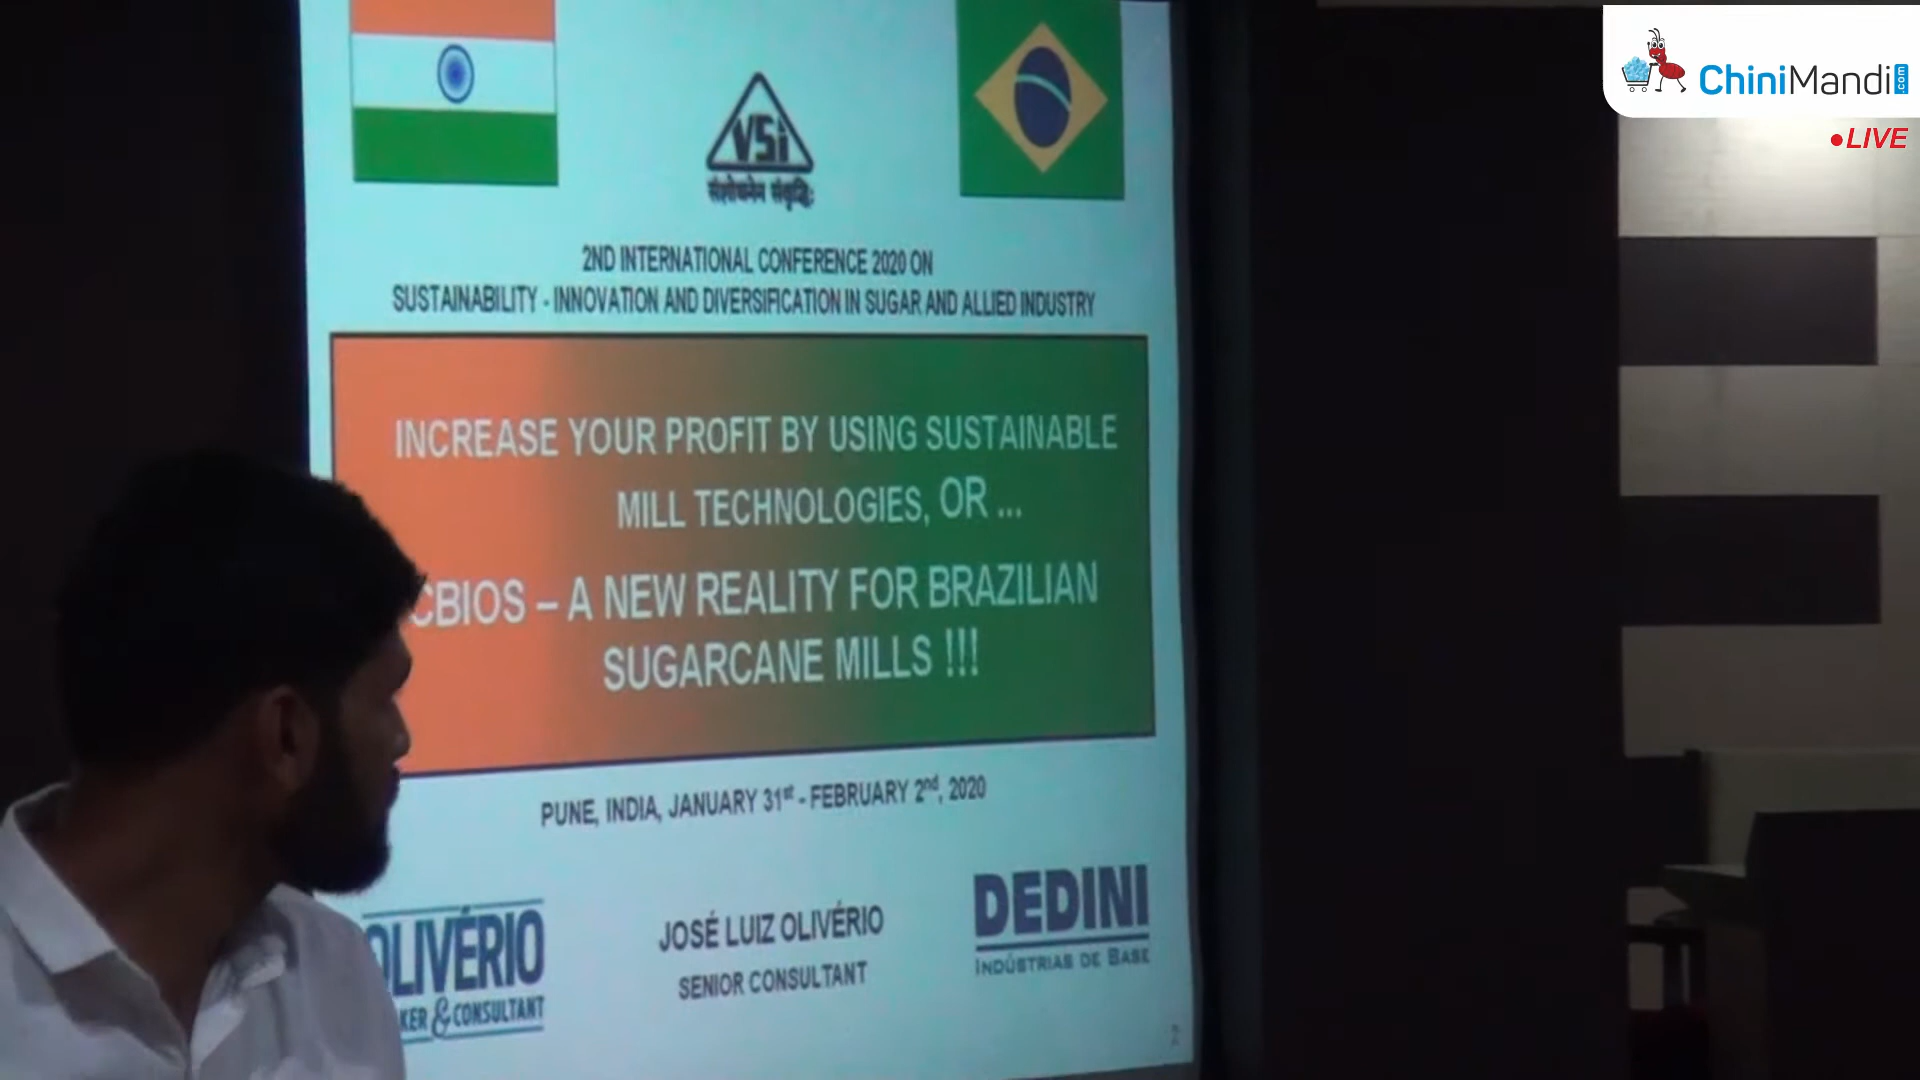 ChiniMandi.com
LIVE
VSi
2ND INTERNATIONAL CONFERENCE 2020 ON
SUSTAINABILITY - INNOVATION AND DIVERSIFICATION IN SUGAR AND ALLIED INDUSTRY
INCREASE YOUR PROFIT BY USING SUSTAINABLE
MILL TECHNOLOGIES, OR ...
CBIOS – A NEW REALITY FOR BRAZILIAN
SUGARCANE MILLS !!!
PUNE, INDIA, JANUARY 31st - FEBRUARY 2nd, 2020
OLIVÉRIO
& CONSULTANT
JOSÉ LUIZ OLIVÉRIO
SENIOR CONSULTANT
DEDINI
INDÚSTRIAS DE BASE